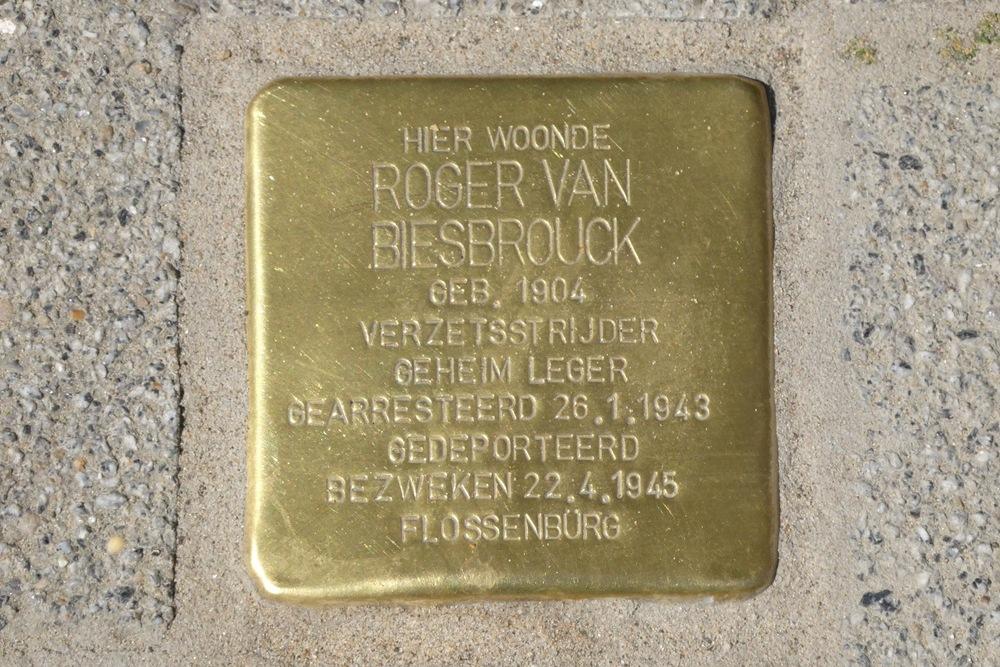 HIER WOONDE
ROGER VAN
BIESBROUCK
GEB. 1904
VERZETSSTRIJDER
GEHEIM LEGER
GEARRESTEERD 26.1.1943
GEDEPORTEERD
BEZWEKEN 22.4.1945
FLOSSENBÜRG